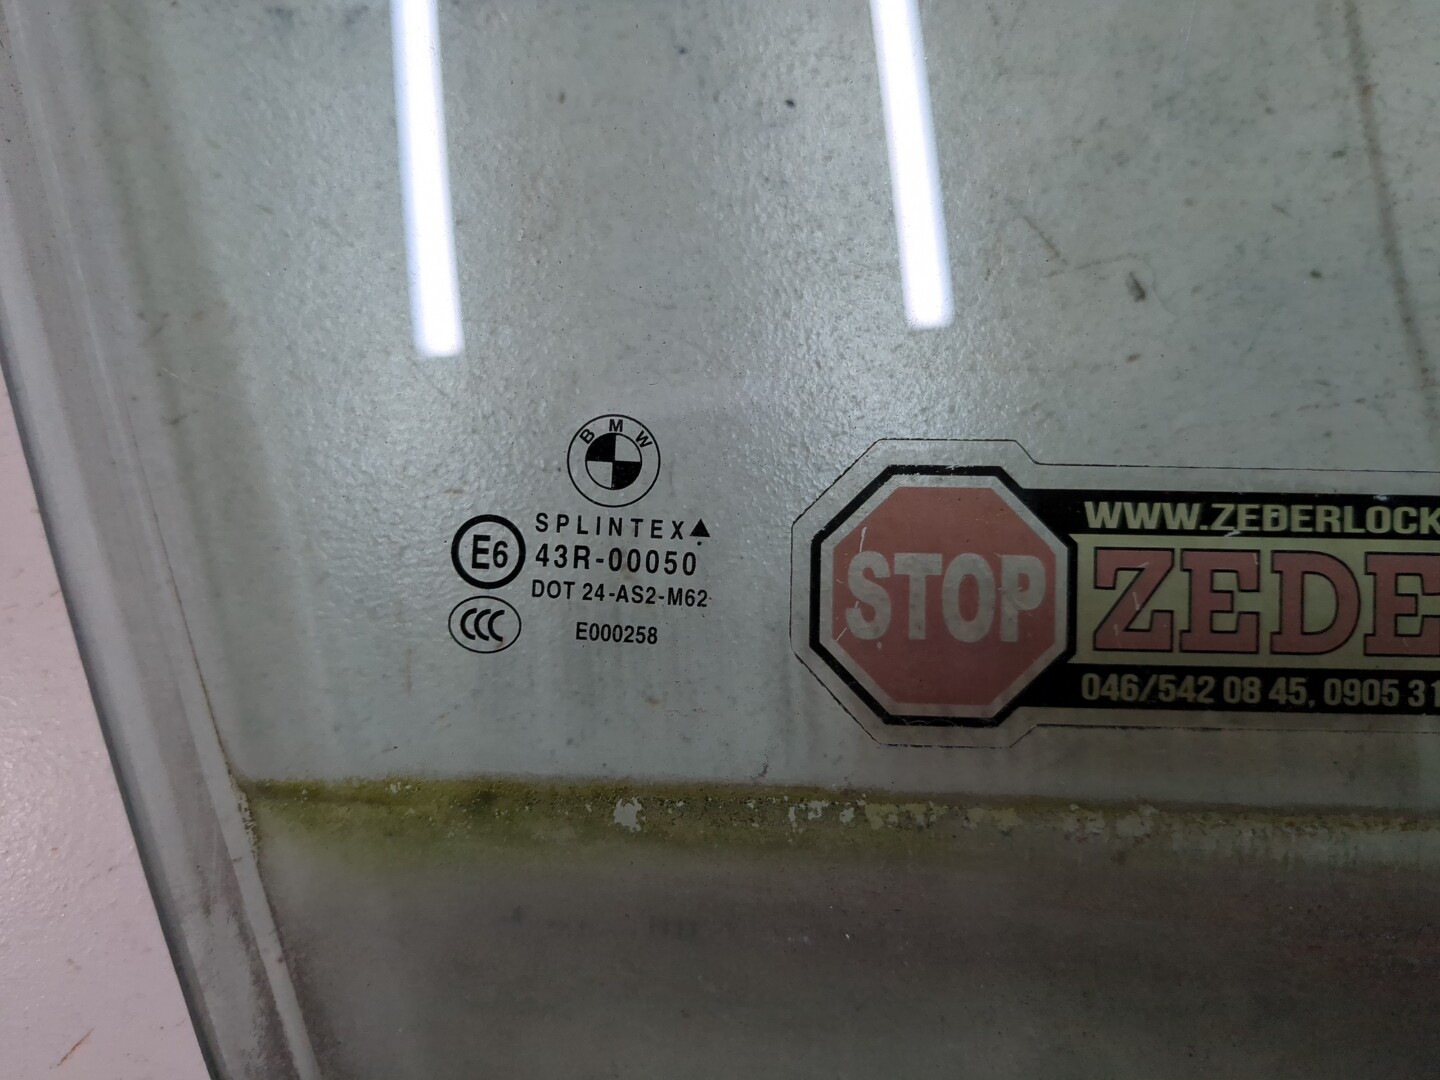 BMW
SPLINTEX
E6
43R-00050
DOT 24-AS2-M62
CCC
E000258
WWW.ZEDERLOCK
STOP
ZEDE
046/542 08 45, 0905 31